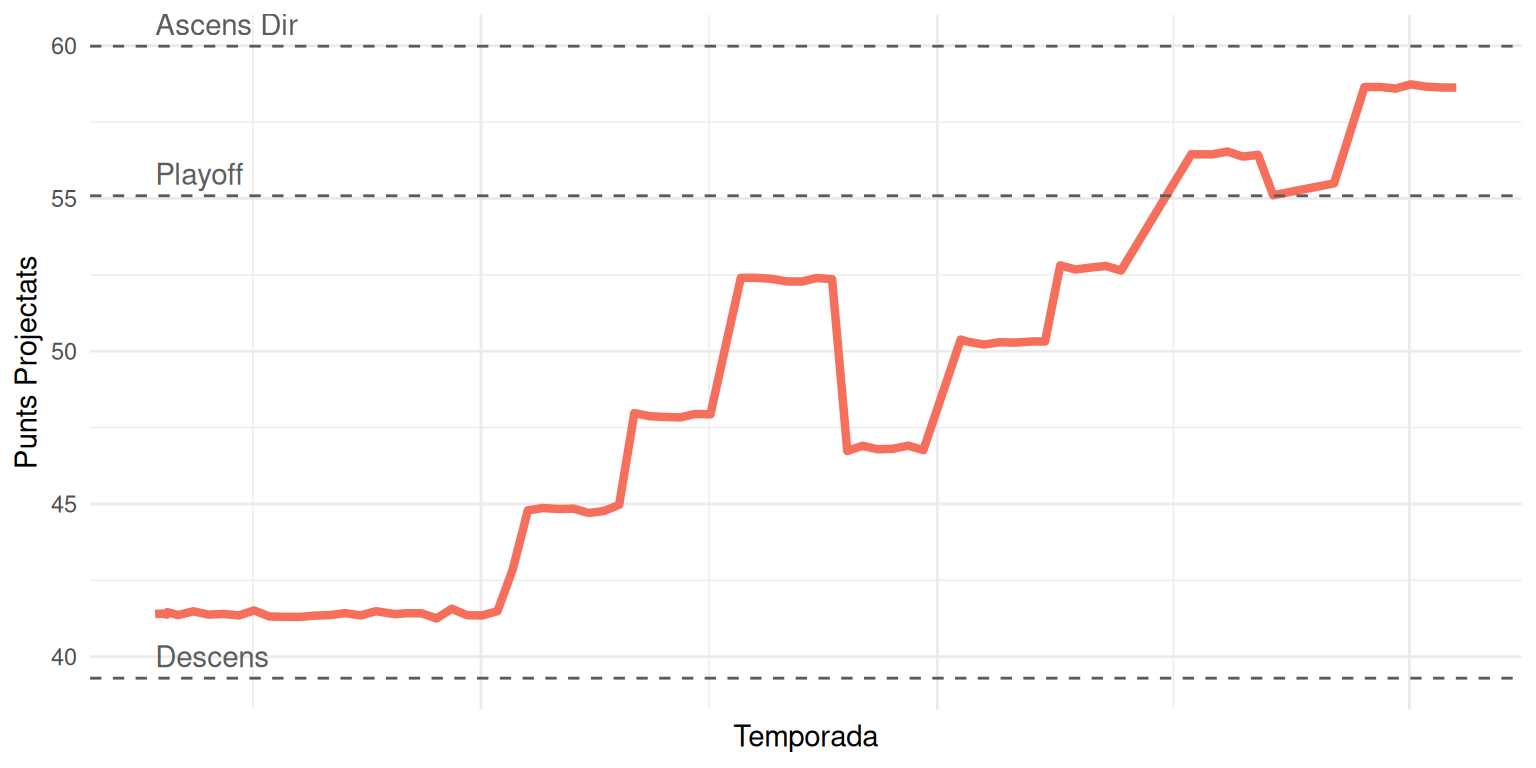 Ascens Dir
60
Playoff
55
50
45
40
Descens
Punts Projectats
Temporada